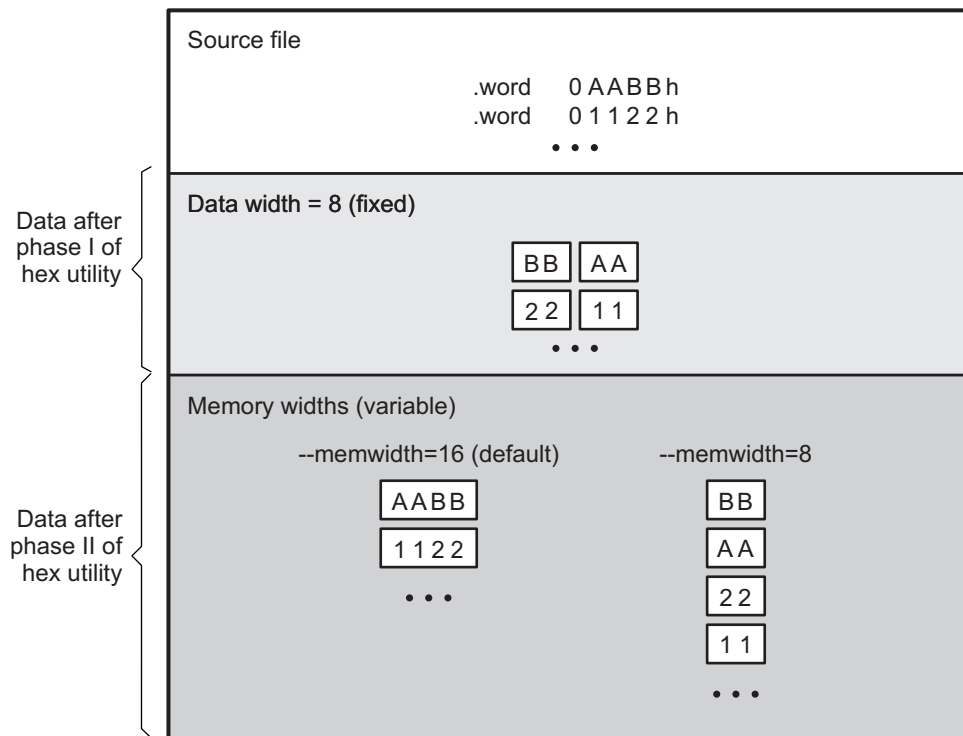 Source file
.word 0AABBh
.word 01122h
• • •
Data after
phase I of
hex utility
Data width = 8 (fixed)
BB AA
22 11
• • •
Data after
phase II of
hex utility
Memory widths (variable)
--memwidth=16 (default)
AABB
1122
• • •
--memwidth=8
BB
AA
22
11
• • •